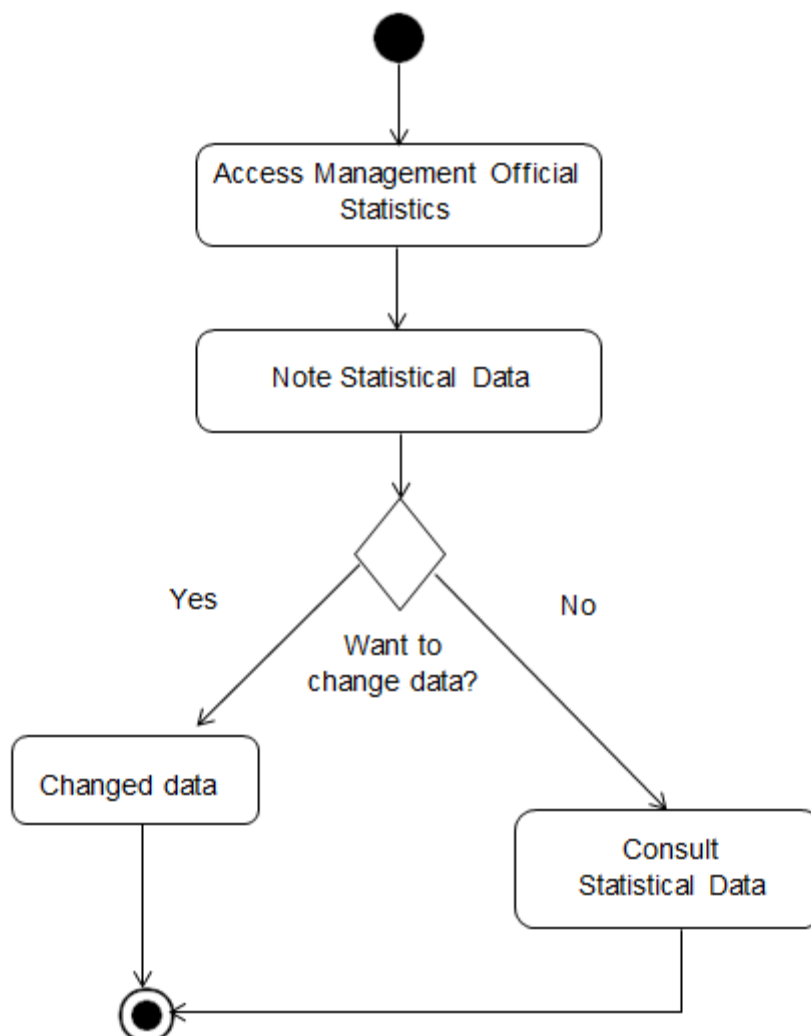 Access Management Official
Statistics
Note Statistical Data
Yes
No
Want to
change data?
Changed data
Consult
Statistical Data